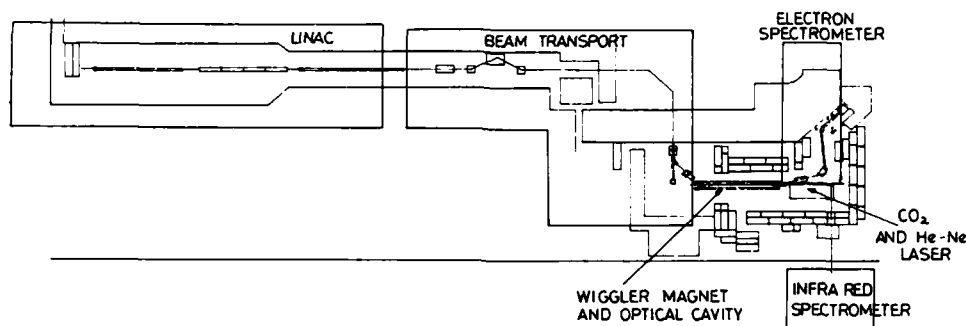 LINAC
BEAM TRANSPORT
ELECTRON
SPECTROMETER
CO₂
AND He-Ne
LASER
WIGGLER MAGNET
AND OPTICAL CAVITY
INFRA RED
SPECTROMETER